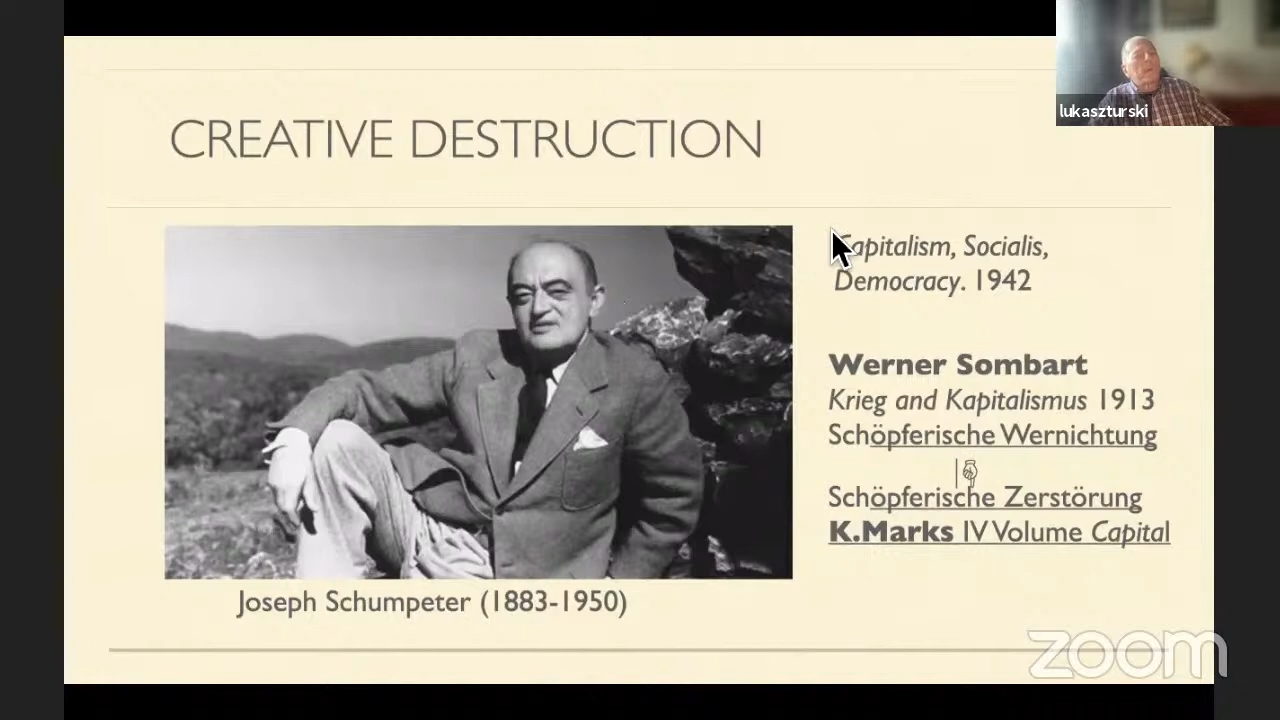 lukaszturski
CREATIVE DESTRUCTION
Capitalism, Socialis,
Democracy. 1942
Werner Sombart
Krieg and Kapitalismus 1913
Schöpferische Wernichtung
Schöpferische Zerstörung
K.Marks IV Volume Capital
Joseph Schumpeter (1883-1950)
zoom